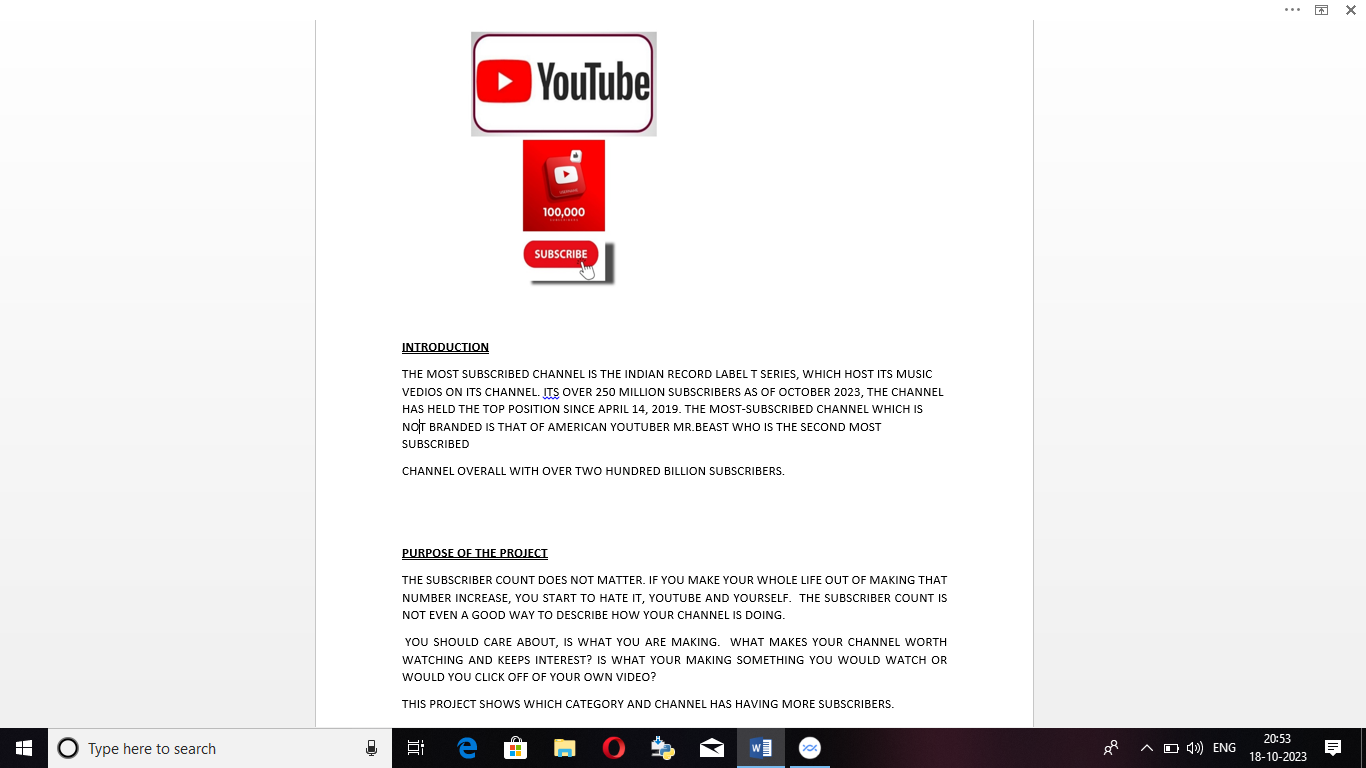 YouTube
100,000
SUBSCRIBE
INTRODUCTION
THE MOST SUBSCRIBED CHANNEL IS THE INDIAN RECORD LABEL T SERIES, WHICH HOST ITS MUSIC
VEDIOS ON ITS CHANNEL. ITS OVER 250 MILLION SUBSCRIBERS AS OF OCTOBER 2023, THE CHANNEL
HAS HELD THE TOP POSITION SINCE APRIL 14, 2019. THE MOST-SUBSCRIBED CHANNEL WHICH IS
NOT BRANDED IS THAT OF AMERICAN YOUTUBER MR.BEAST WHO IS THE SECOND MOST
SUBSCRIBED
CHANNEL OVERALL WITH OVER TWO HUNDRED BILLION SUBSCRIBERS.
PURPOSE OF THE PROJECT
THE SUBSCRIBER COUNT DOES NOT MATTER. IF YOU MAKE YOUR WHOLE LIFE OUT OF MAKING THAT
NUMBER INCREASE, YOU START TO HATE IT, YOUTUBE AND YOURSELF. THE SUBSCRIBER COUNT IS
NOT EVEN A GOOD WAY TO DESCRIBE HOW YOUR CHANNEL IS DOING.
YOU SHOULD CARE ABOUT, IS WHAT YOU ARE MAKING. WHAT MAKES YOUR CHANNEL WORTH
WATCHING AND KEEPS INTEREST? IS WHAT YOUR MAKING SOMETHING YOU WOULD WATCH OR
WOULD YOU CLICK OFF OF YOUR OWN VIDEO?
THIS PROJECT SHOWS WHICH CATEGORY AND CHANNEL HAS HAVING MORE SUBSCRIBERS.
Type here to search
ENG
20:53
18-10-2023